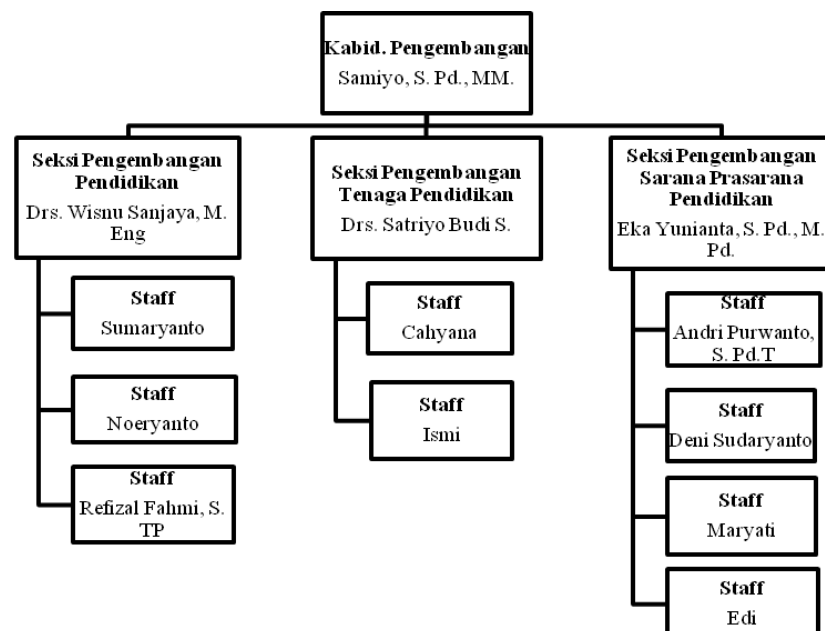 Kabid. Pengembangan
Samiyo, S. Pd., MM.
Seksi Pengembangan
Pendidikan
Drs. Wisnu Sanjaya, M.
Eng
Staff
Sumaryanto
Staff
Noeryanto
Staff
Refizal Fahmi, S.
TP
Seksi Pengembangan
Tenaga Pendidikan
Drs. Satriyo Budi S.
Staff
Cahyana
Staff
Ismi
Seksi Pengembangan
Sarana Prasarana
Pendidikan
Eka Yunianta, S. Pd., M.
Pd.
Staff
Andri Purwanto,
S. Pd.T
Staff
Deni Sudaryanto
Staff
Maryati
Staff
Edi